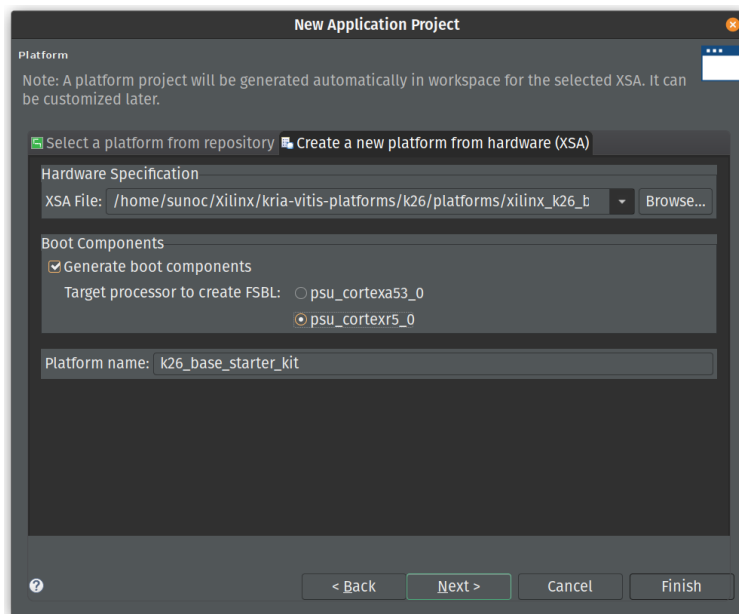 New Application Project
Platform
Note: A platform project will be generated automatically in workspace for the selected XSA. It can
be customized later.
Select a platform from repository Create a new platform from hardware (XSA)
Hardware Specification
XSA File: /home/sunoc/Xilinx/kria-vitis-platforms/k26/platforms/xilinx_k26_b Browse...
Boot Components
Generate boot components
Target processor to create FSBL: psu_cortexa53_0
psu_cortexr5_0
Platform name: k26_base_starter_kit
? < Back Next > Cancel Finish